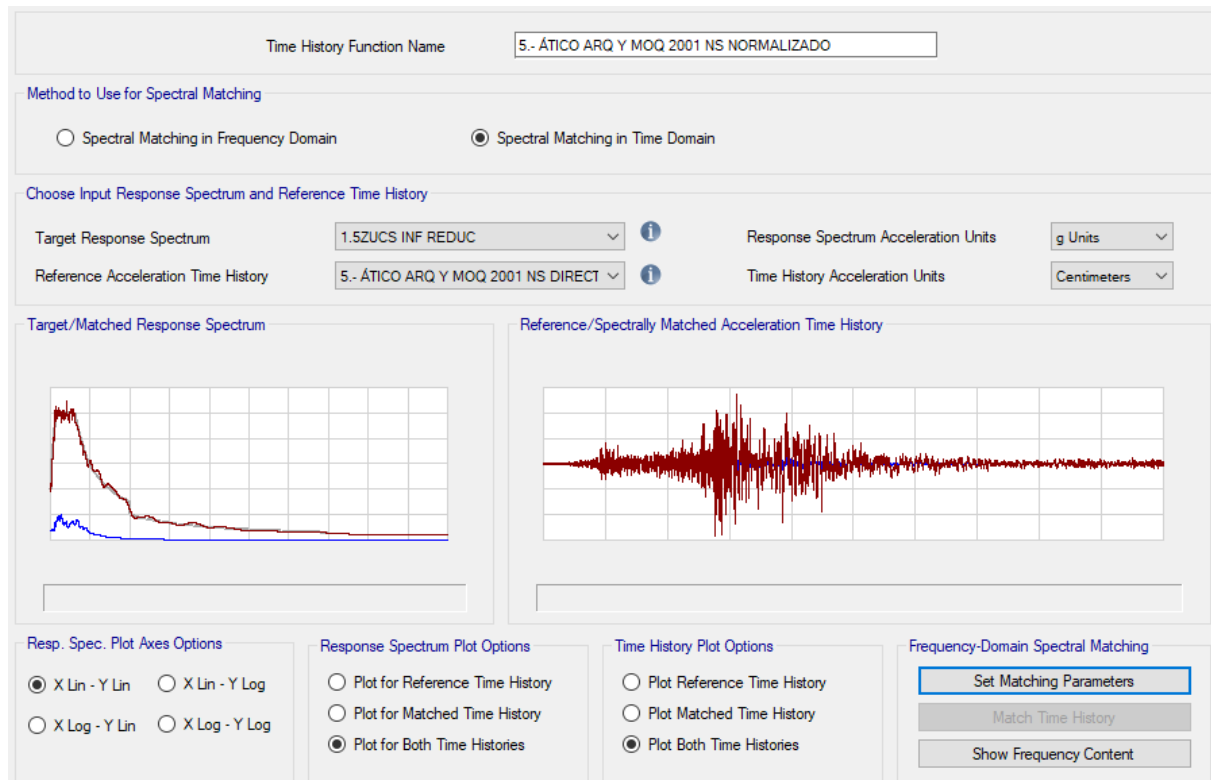 Time History Function Name 5.- ÁTICO ARQ Y MOQ 2001 NS NORMALIZADO
Method to Use for Spectral Matching
Spectral Matching in Frequency Domain Spectral Matching in Time Domain
Choose Input Response Spectrum and Reference Time History
Target Response Spectrum 1.5ZUCS INF REDUC Response Spectrum Acceleration Units g Units
Reference Acceleration Time History 5.- ÁTICO ARQ Y MOQ 2001 NS DIRECT Time History Acceleration Units Centimeters
Target/Matched Response Spectrum
Reference/Spectrally Matched Acceleration Time History
Resp. Spec. Plot Axes Options
X Lin - Y Lin X Lin - Y Log
X Log - Y Lin X Log - Y Log
Response Spectrum Plot Options
Plot for Reference Time History
Plot for Matched Time History
Plot for Both Time Histories
Time History Plot Options
Plot Reference Time History
Plot Matched Time History
Plot Both Time Histories
Frequency-Domain Spectral Matching
Set Matching Parameters
Match Time History
Show Frequency Content